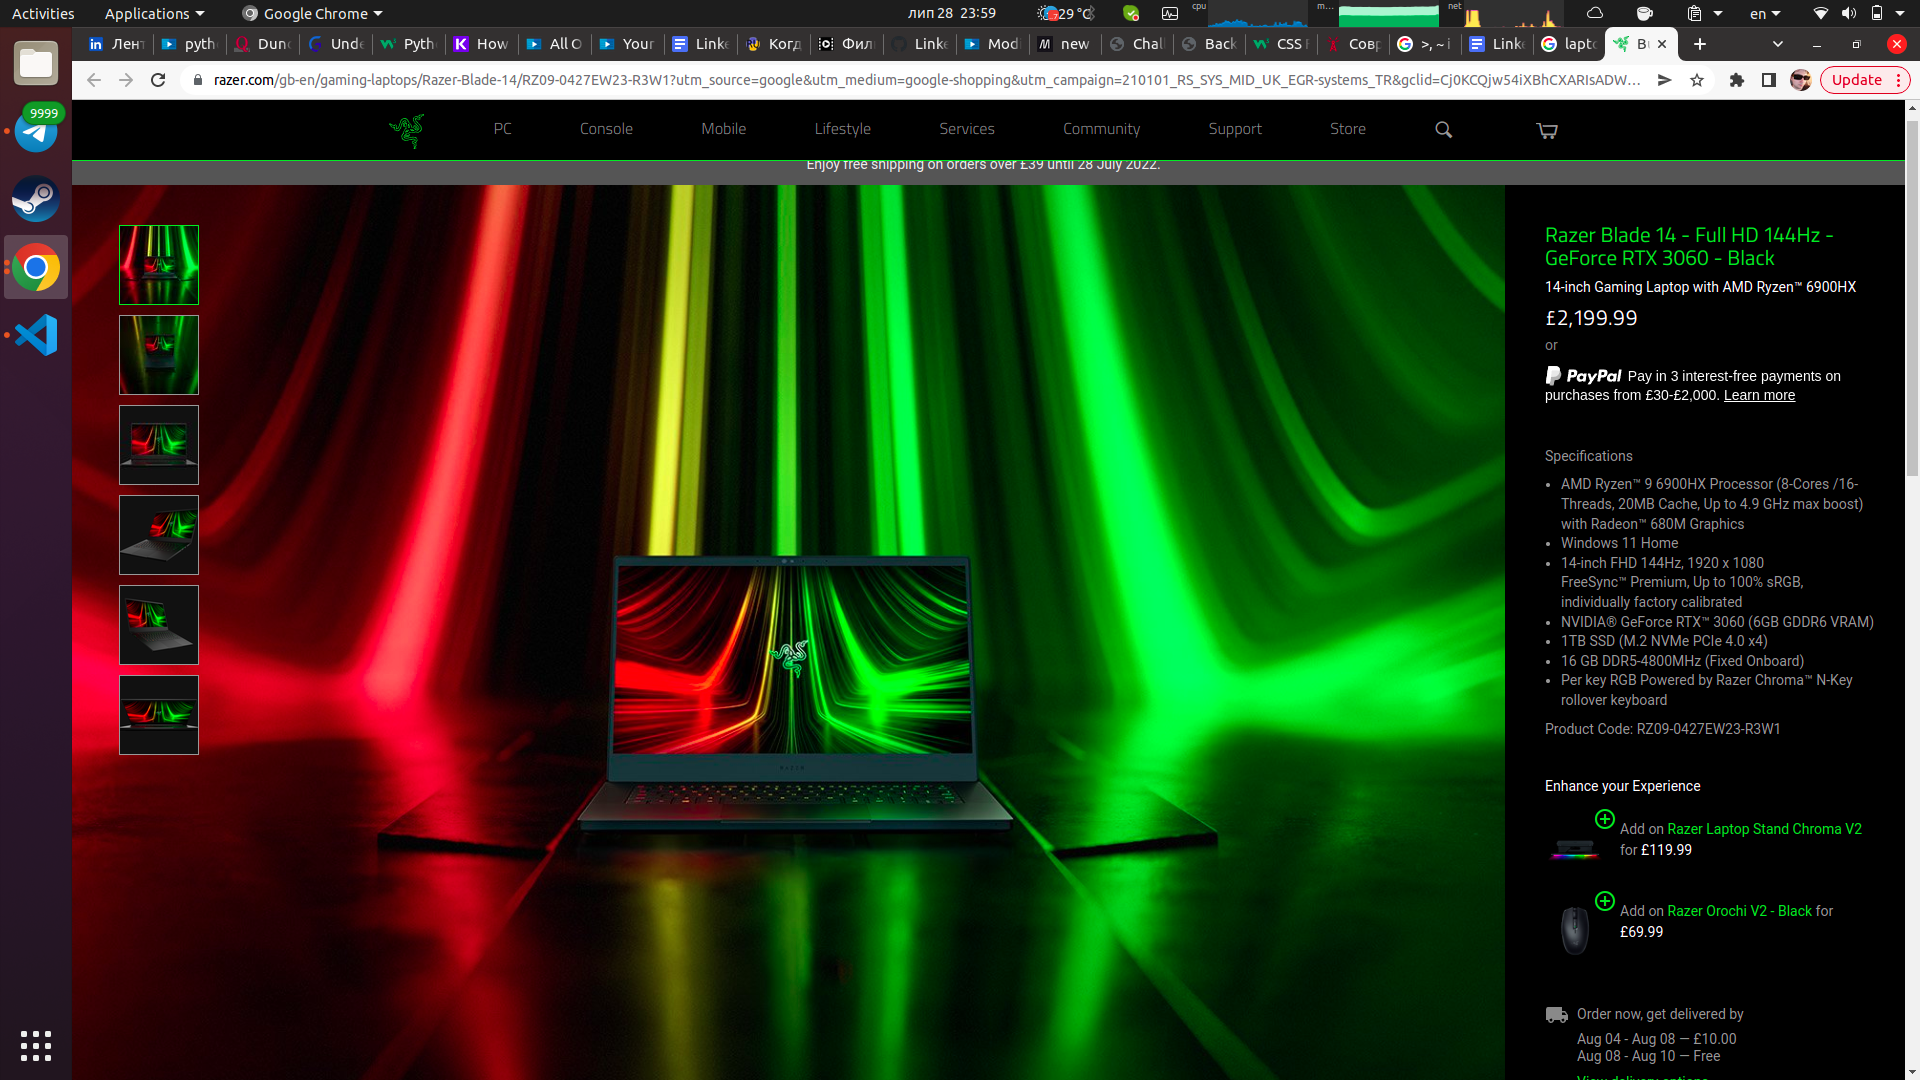 Activities
Applications
Google Chrome
лип 28 23:59
29 °C
cpu
m...
net
en
Лент
pyth
Dunc
Unde
Pyth
How
All O
Your
Linke
Когд
Фил
Linke
Mod
new
Chal
Back
CSS F
Совр
>, ~ i
Linke
lapto
razer.com/gb-en/gaming-laptops/Razer-Blade-14/RZ09-0427EW23-R3W1?utm_source=google&utm_medium=google-shopping&utm_campaign=210101_RS_SYS_MID_UK_EGR-systems_TR&gclid=Cj0KCQjw54iXBhCXARIsADW...
Update
9999
PC
Console
Mobile
Lifestyle
Services
Community
Support
Store
Enjoy free shipping on orders over £39 until 28 July 2022.
Razer Blade 14 - Full HD 144Hz -
GeForce RTX 3060 - Black
14-inch Gaming Laptop with AMD Ryzen™ 6900HX
£2,199.99
or
PayPal Pay in 3 interest-free payments on
purchases from £30-£2,000. Learn more
Specifications
• AMD Ryzen™ 9 6900HX Processor (8-Cores /16-
Threads, 20MB Cache, Up to 4.9 GHz max boost)
with Radeon™ 680M Graphics
• Windows 11 Home
• 14-inch FHD 144Hz, 1920 x 1080
FreeSync™ Premium, Up to 100% sRGB,
individually factory calibrated
• NVIDIA® GeForce RTX™ 3060 (6GB GDDR6 VRAM)
• 1TB SSD (M.2 NVMe PCIe 4.0 x4)
• 16 GB DDR5-4800MHz (Fixed Onboard)
• Per key RGB Powered by Razer Chroma™ N-Key
rollover keyboard
Product Code: RZ09-0427EW23-R3W1
Enhance your Experience
Add on Razer Laptop Stand Chroma V2
for £119.99
Add on Razer Orochi V2 - Black for
£69.99
Order now, get delivered by
Aug 04 - Aug 08 — £10.00
Aug 08 - Aug 10 — Free
View delivery options
RAZER